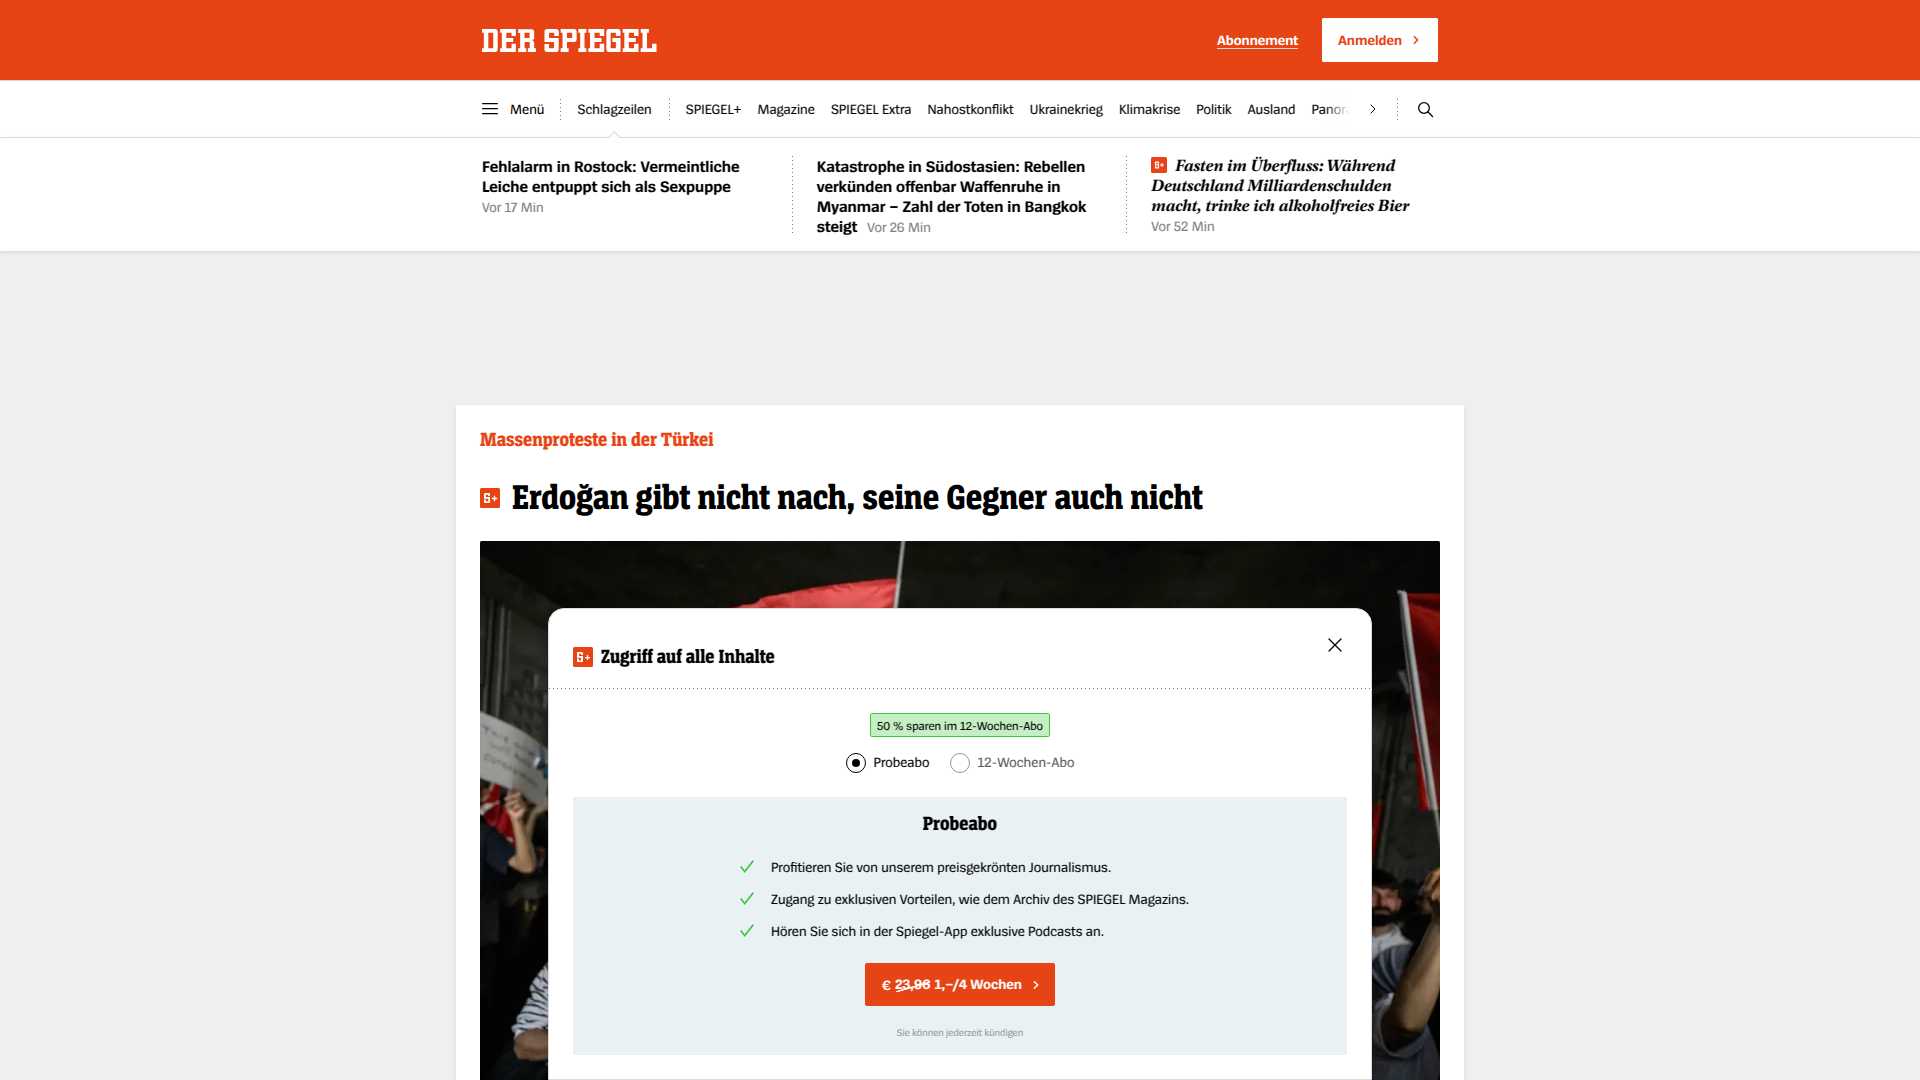 DER SPIEGEL
Abonnement
Anmelden
Menü
Schlagzeilen
SPIEGEL+
Magazine
SPIEGEL Extra
Nahostkonflikt
Ukrainekrieg
Klimakrise
Politik
Ausland
Panor
Fehlalarm in Rostock: Vermeintliche
Leiche entpuppt sich als Sexpuppe
Vor 17 Min
Katastrophe in Südostasien: Rebellen
verkünden offenbar Waffenruhe in
Myanmar – Zahl der Toten in Bangkok
steigt Vor 26 Min
Fasten im Überfluss: Während
Deutschland Milliardenschulden
macht, trinke ich alkoholfreies Bier
Vor 52 Min
Massenproteste in der Türkei
Erdoğan gibt nicht nach, seine Gegner auch nicht
Zugriff auf alle Inhalte
50 % sparen im 12-Wochen-Abo
Probeabo
12-Wochen-Abo
Probeabo
Profitieren Sie von unserem preisgekrönten Journalismus.
Zugang zu exklusiven Vorteilen, wie dem Archiv des SPIEGEL Magazins.
Hören Sie sich in der Spiegel-App exklusive Podcasts an.
€ 23,96 1,–/4 Wochen
Sie können jederzeit kündigen